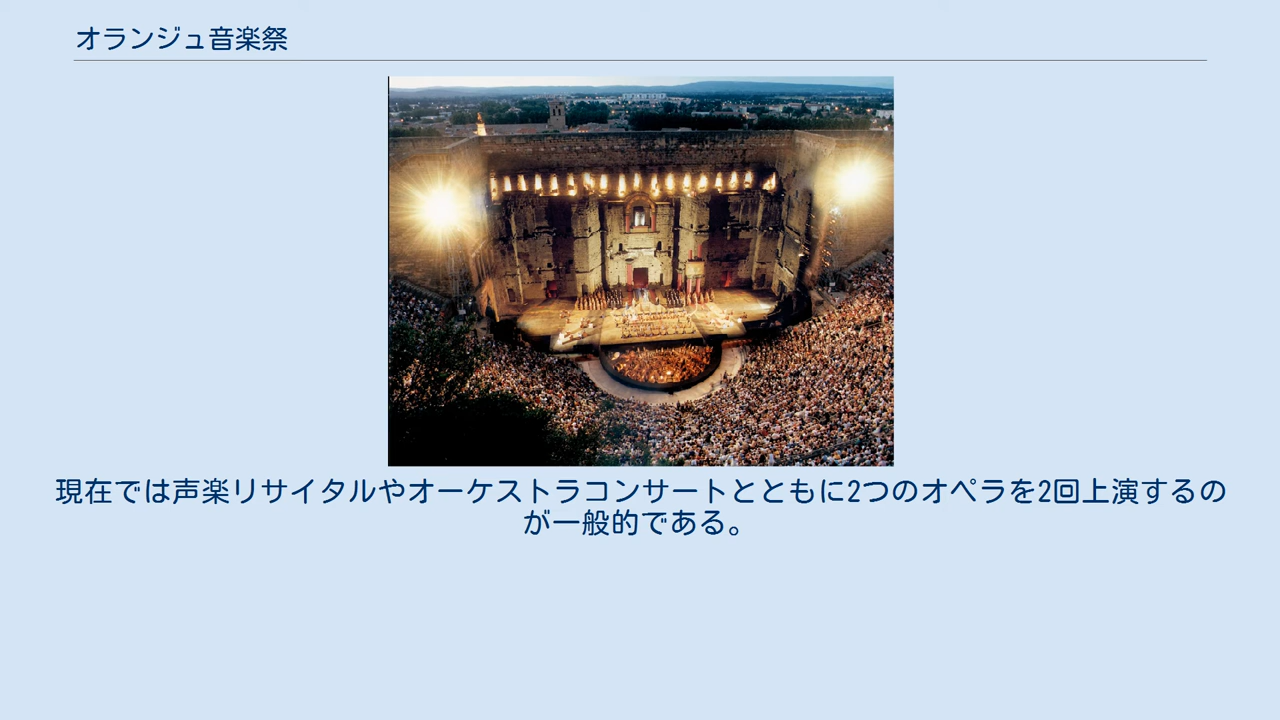 オランジュ音楽祭
現在では声楽リサイタルやオーケストラコンサートとともに2つのオペラを2回上演するの
が一般的である。